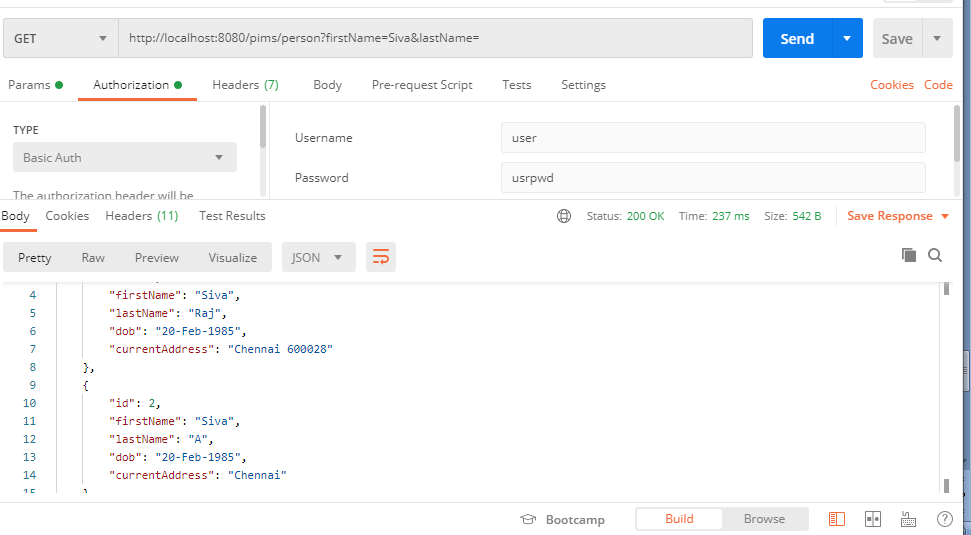 GET http://localhost:8080/pims/person?firstName=Siva&lastName= Send Save
Params Authorization Headers (7) Body Pre-request Script Tests Settings Cookies Code
TYPE
Basic Auth
The authorization header will be
Username user
Password usrpwd
Body Cookies Headers (11) Test Results Status: 200 OK Time: 237 ms Size: 542 B Save Response
Pretty Raw Preview Visualize JSON
4 "firstName": "Siva",
5 "lastName": "Raj",
6 "dob": "20-Feb-1985",
7 "currentAddress": "Chennai 600028"
8 },
9 {
10 "id": 2,
11 "firstName": "Siva",
12 "lastName": "A",
13 "dob": "20-Feb-1985",
14 "currentAddress": "Chennai"
15 }
Bootcamp Build Browse